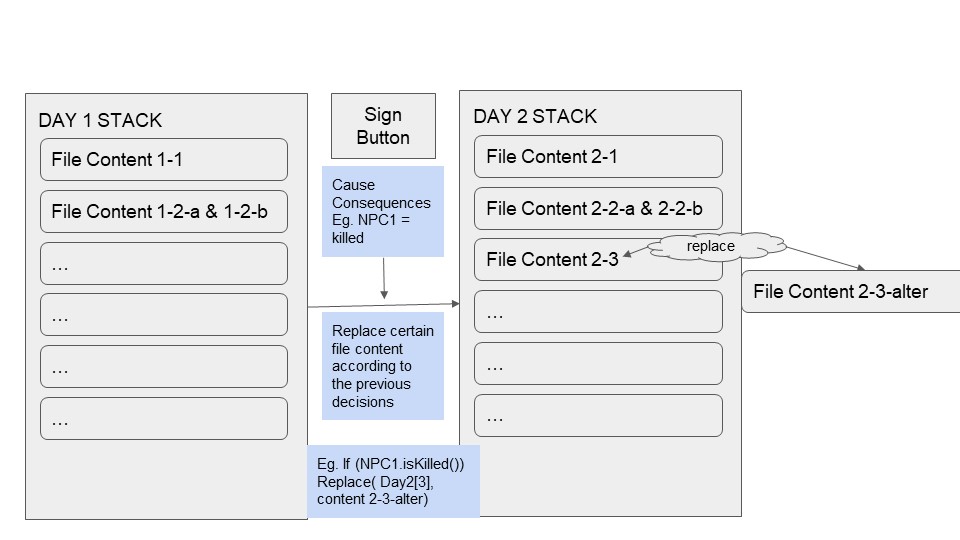 DAY 1 STACK
File Content 1-1
File Content 1-2-a & 1-2-b
...
...
...
...
Sign
Button
Cause
Consequences
Eg. NPC1 =
killed
Replace certain
file content
according to
the previous
decisions
Eg. If (NPC1.isKilled())
Replace( Day2[3],
content 2-3-alter)
DAY 2 STACK
File Content 2-1
File Content 2-2-a & 2-2-b
File Content 2-3
...
...
...
replace
File Content 2-3-alter